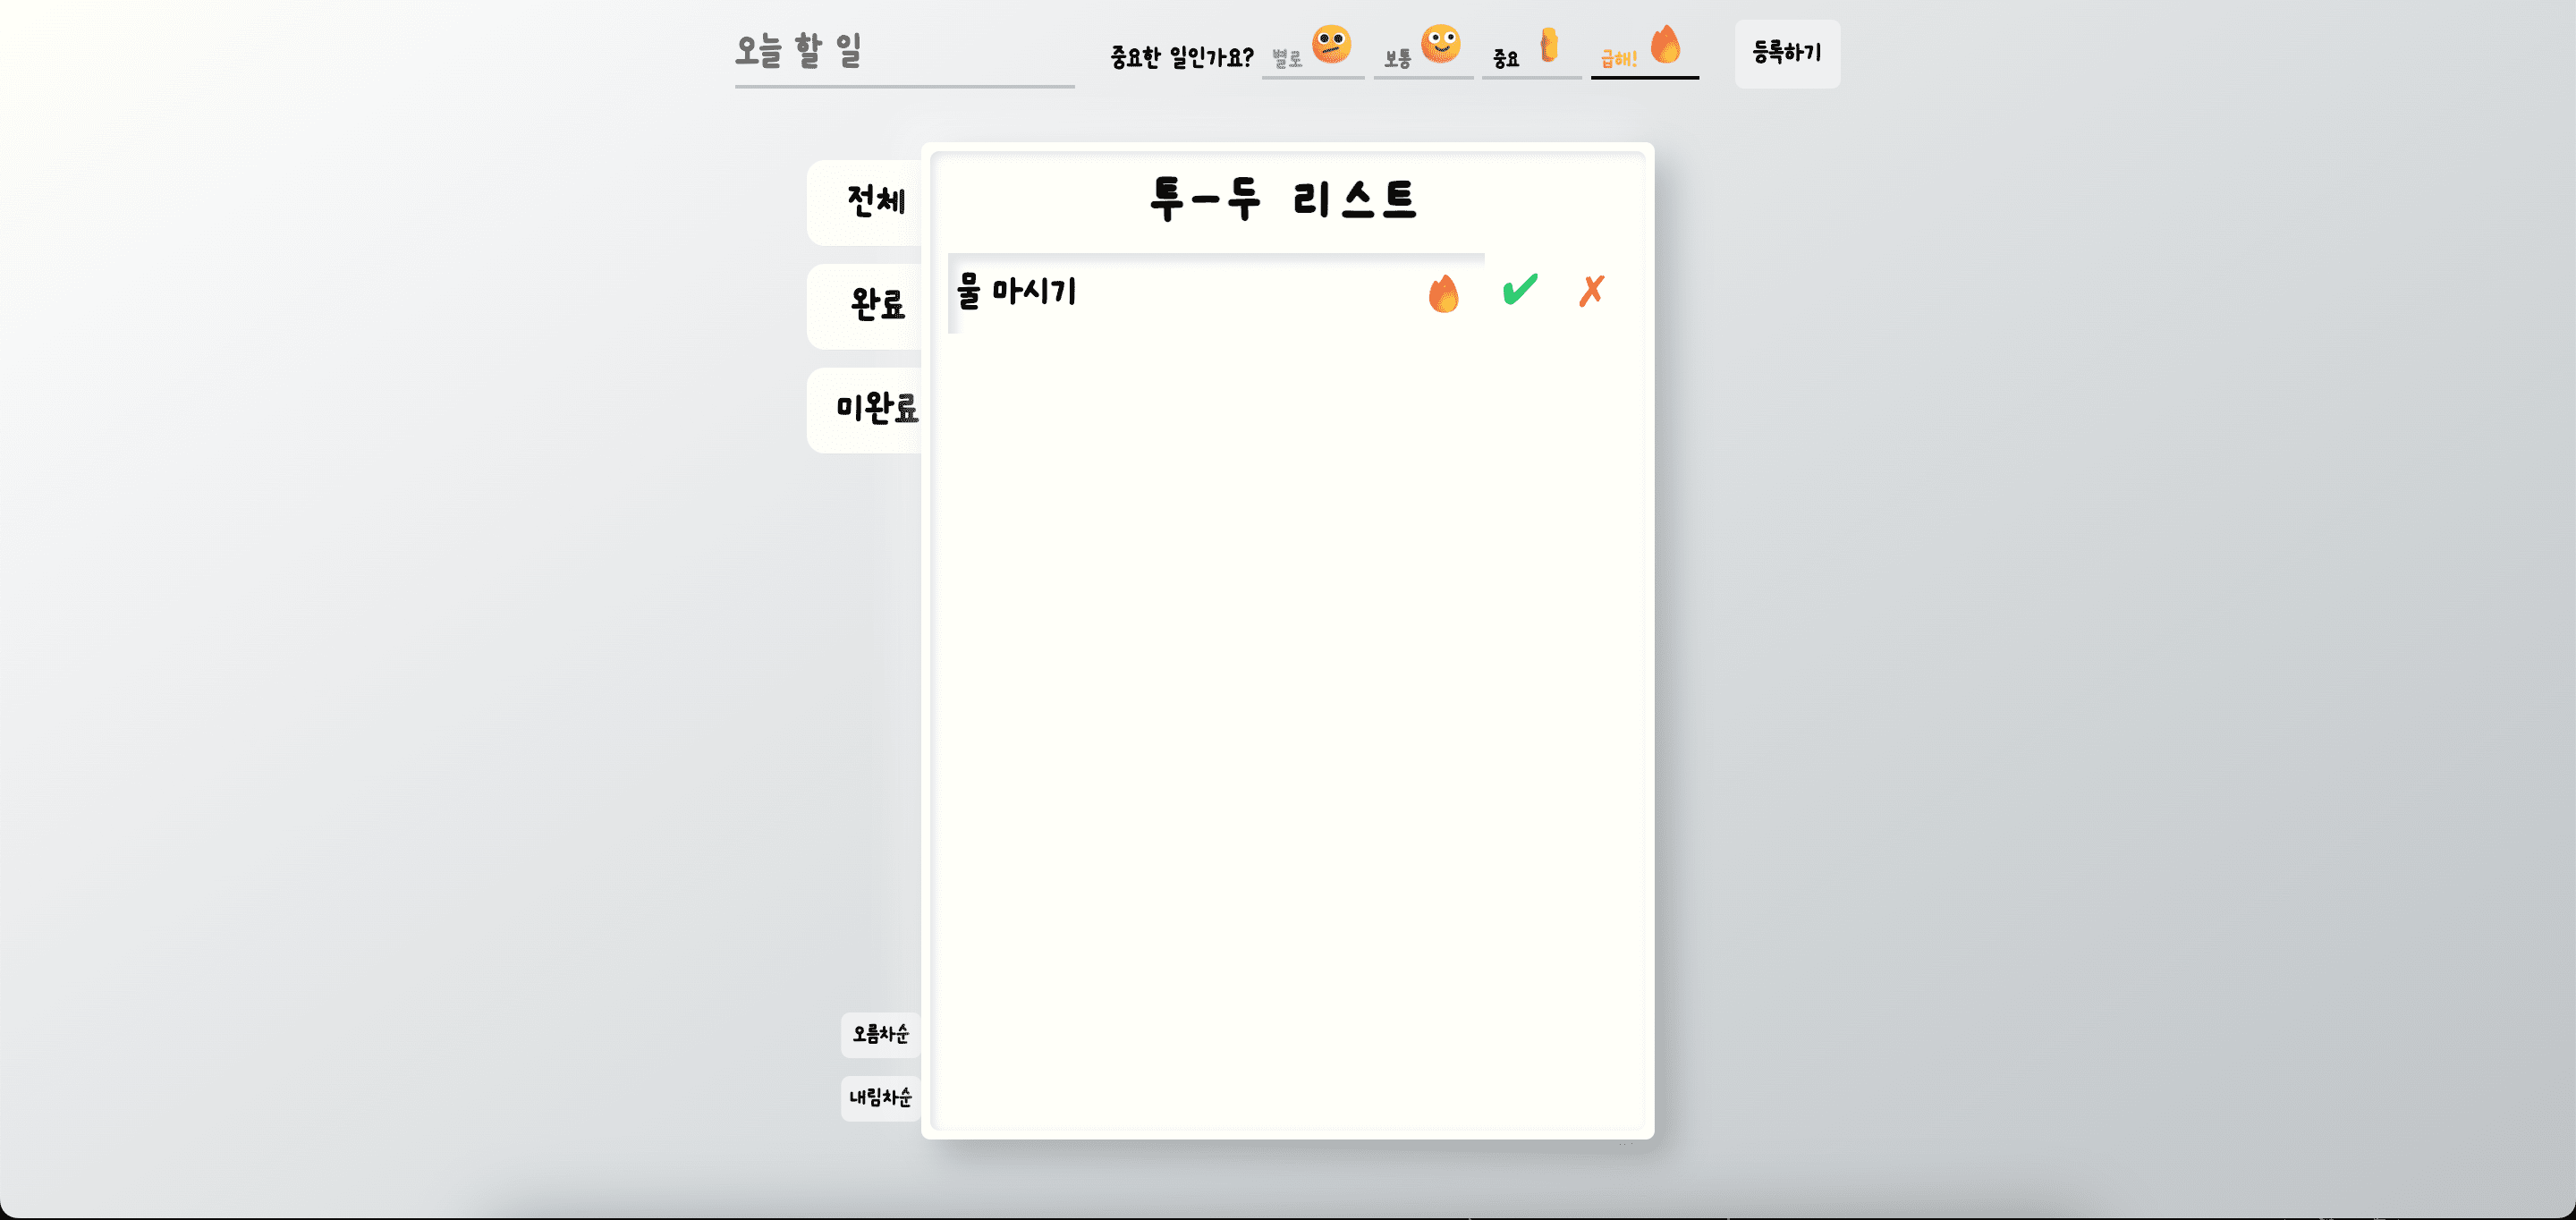 오늘 할 일
중요한 일인가요? 별로 보통 중요 급해! 등록하기
투-두 리스트
전체
완료
미완료
물 마시기
오름차순
내림차순